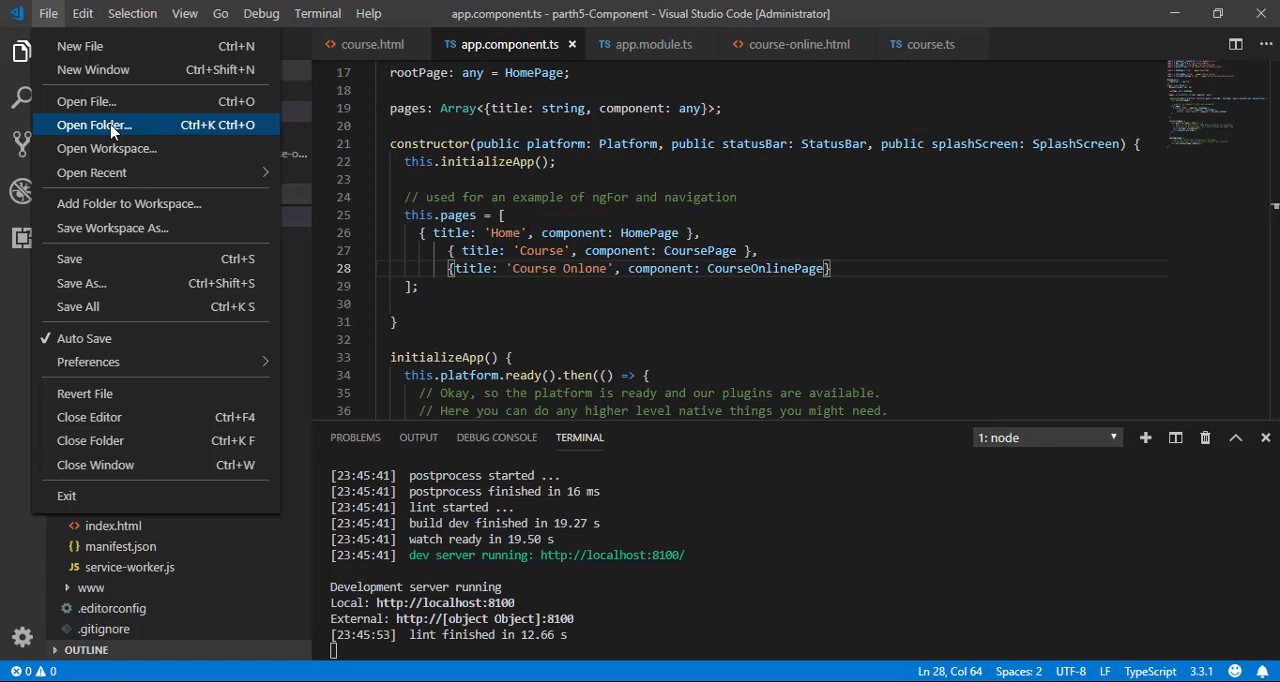 File Edit Selection View Go Debug Terminal Help app.component.ts - parth5-Component - Visual Studio Code [Administrator]
New File Ctrl+N
New Window Ctrl+Shift+N
Open File... Ctrl+O
Open Folder... Ctrl+K Ctrl+O
Open Workspace...
Open Recent
Add Folder to Workspace...
Save Workspace As...
Save Ctrl+S
Save As... Ctrl+Shift+S
Save All Ctrl+K S
Auto Save
Preferences
Revert File
Close Editor Ctrl+F4
Close Folder Ctrl+K F
Close Window Ctrl+W
Exit
index.html
manifest.json
JS service-worker.js
www
.editorconfig
.gitignore
OUTLINE
course.html TS app.component.ts TS app.module.ts course-online.html TS course.ts
17 rootPage: any = HomePage;
18
19 pages: Array<{title: string, component: any}>;
20
21 constructor(public platform: Platform, public statusBar: StatusBar, public splashScreen: SplashScreen) {
22 this.initializeApp();
23
24 // used for an example of ngFor and navigation
25 this.pages = [
26 { title: 'Home', component: HomePage },
27 { title: 'Course', component: CoursePage },
28 {title: 'Course Onlone', component: CourseOnlinePage}
29 ];
30
31 }
32
33 initializeApp() {
34 this.platform.ready().then(() => {
35 // Okay, so the platform is ready and our plugins are available.
36 // Here you can do any higher level native things you might need.
PROBLEMS OUTPUT DEBUG CONSOLE TERMINAL 1: node
[23:45:41] postprocess started ...
[23:45:41] postprocess finished in 16 ms
[23:45:41] lint started ...
[23:45:41] build dev finished in 19.27 s
[23:45:41] watch ready in 19.50 s
[23:45:41] dev server running: http://localhost:8100/
Development server running
Local: http://localhost:8100
External: http://[object Object]:8100
[23:45:53] lint finished in 12.66 s
0 0 Ln 28, Col 64 Spaces: 2 UTF-8 LF TypeScript 3.3.1